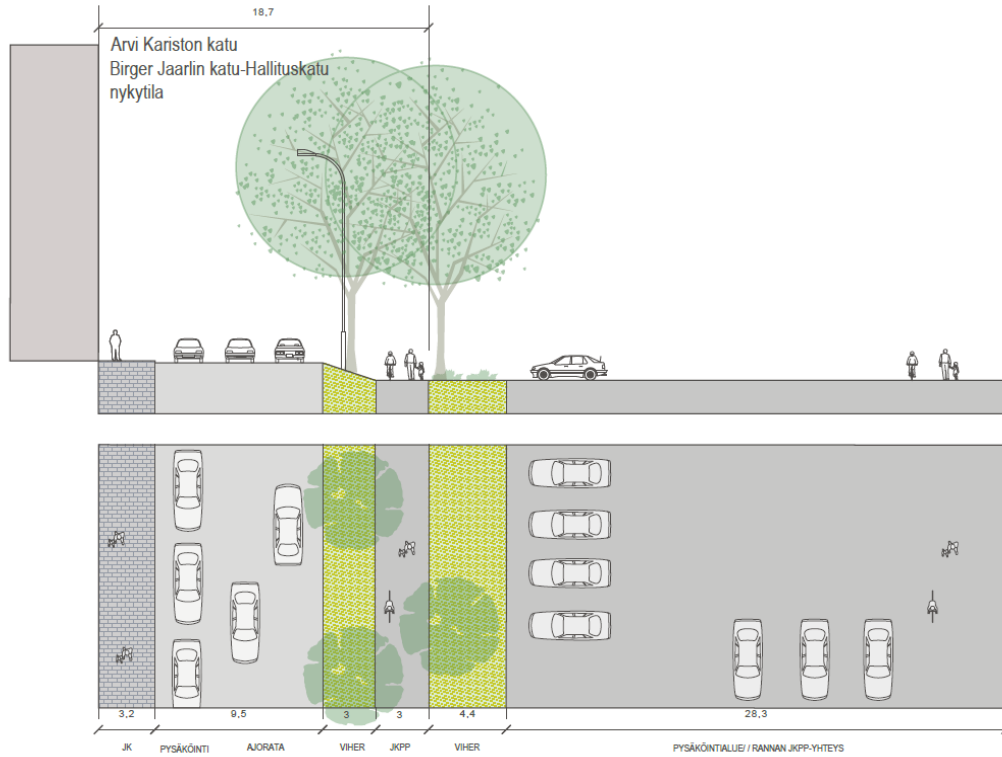 18,7
Arvi Kariston katu
Birger Jaarlin katu-Hallituskatu
nykytila
3,2 9,5 3 3 4,4 28,3
JK PYSÄKÖINTI AJORATA VIHER JKPP VIHER PYSÄKÖINTIALUE/ / RANNAN JKPP-YHTEYS